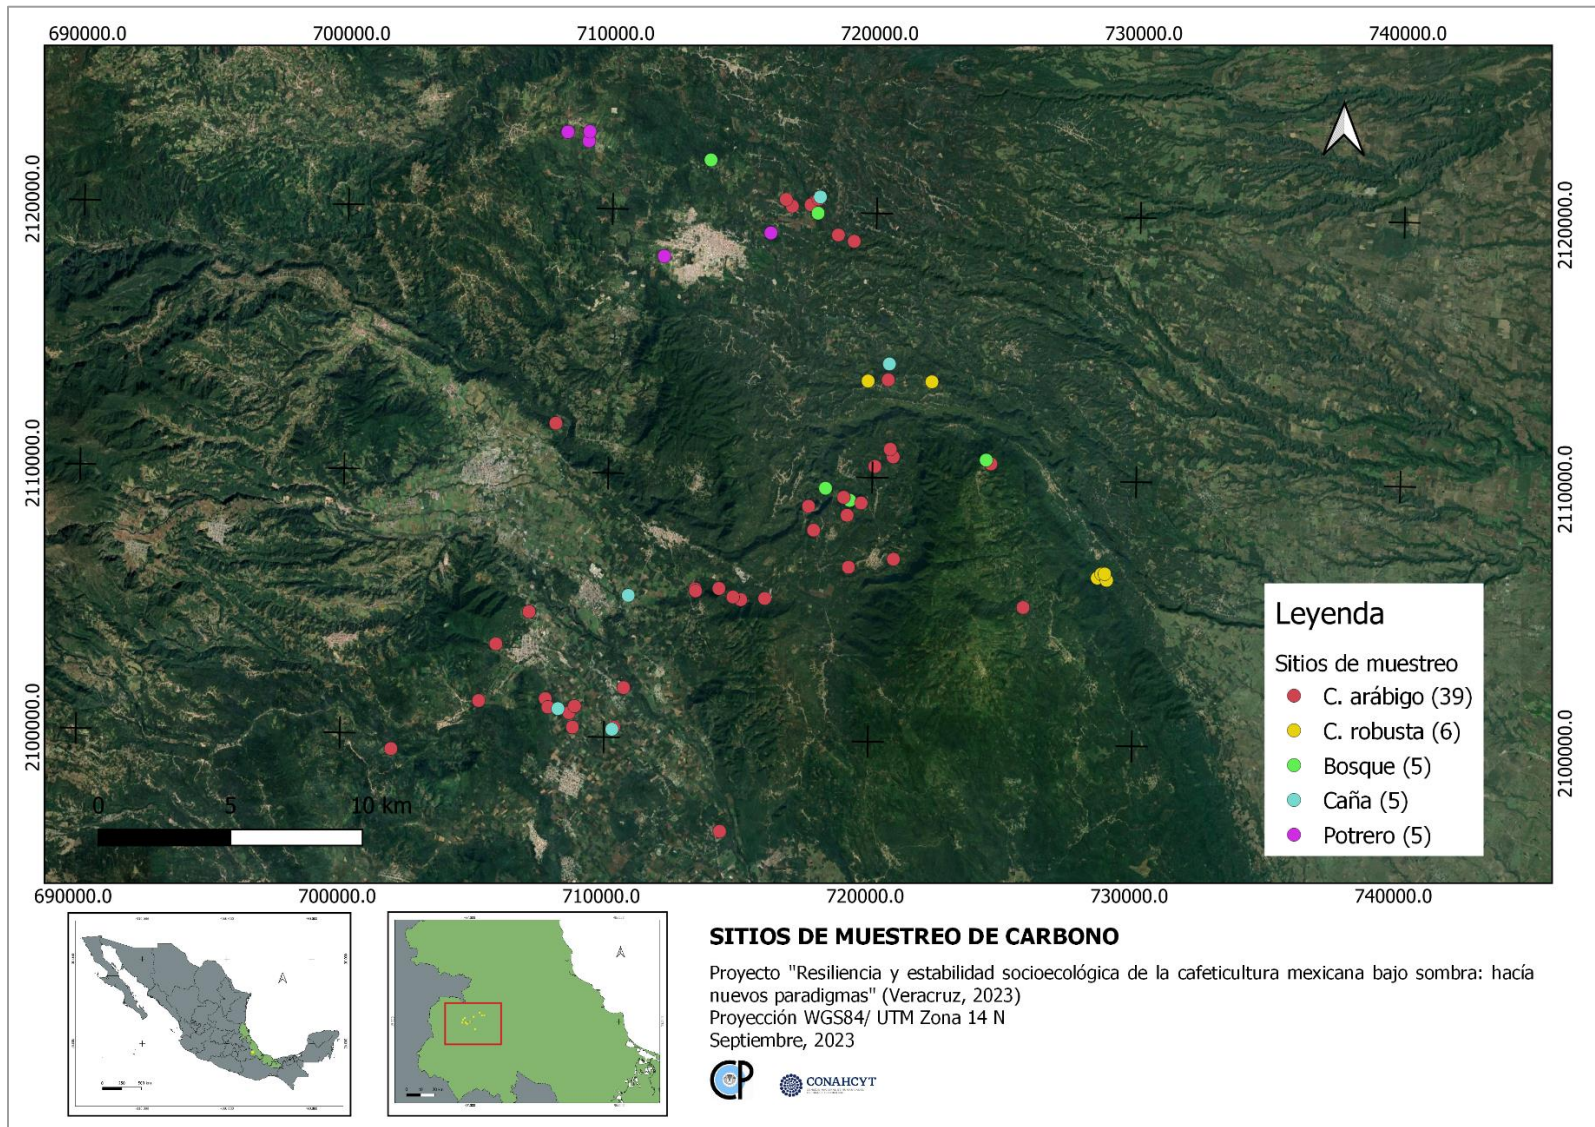 690000.0 700000.0 710000.0 720000.0 730000.0 740000.0
2120000.0
2110000.0
2100000.0
2120000.0
2110000.0
2100000.0
Leyenda
Sitios de muestreo
C. arábigo (39)
C. robusta (6)
Bosque (5)
Caña (5)
Potrero (5)
0 5 10 km
690000.0 700000.0 710000.0 720000.0 730000.0 740000.0
SITIOS DE MUESTREO DE CARBONO
Proyecto "Resiliencia y estabilidad socioecológica de la cafeticultura mexicana bajo sombra: hacía
nuevos paradigmas" (Veracruz, 2023)
Proyección WGS84/ UTM Zona 14 N
Septiembre, 2023
CP
CONAHCYT